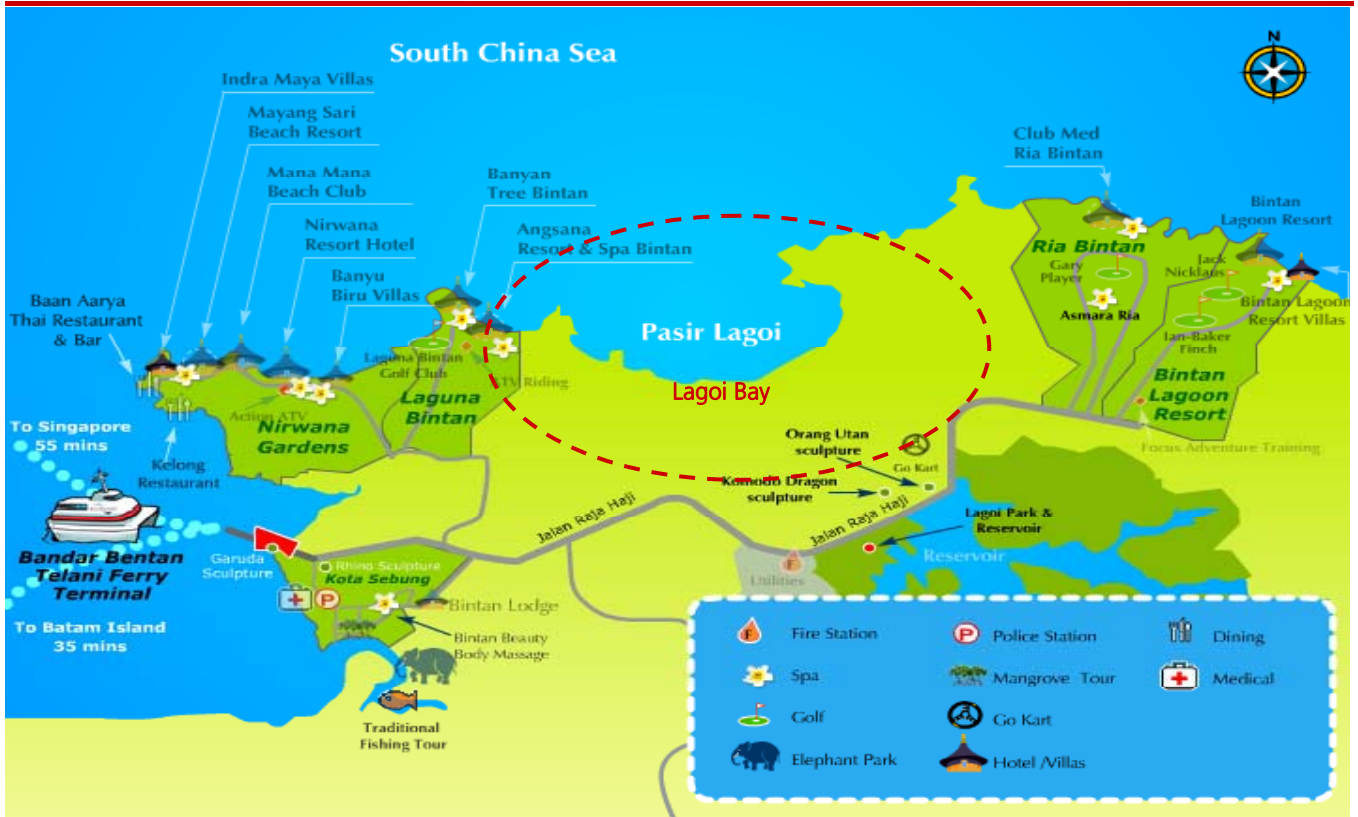 South China Sea
N
Indra Maya Villas
Mayang Sari
Beach Resort
Mana Mana
Beach Club
Nirwana
Resort Hotel
Banyu
Biru Villas
Banyan
Tree Bintan
Angsana
Resort & Spa Bintan
Club Med
Ria Bintan
Bintan
Lagoon Resort
Baan Aarya
Thai Restaurant
& Bar
Pasir Lagoi
Lagoi Bay
Ria Bintan
Gary
Player
Asmara Ria
Jack
Nicklaus
Bintan Lagoon
Resort Villas
Ian-Baker
Finch
Bintan
Lagoon
Resort
Focus Adventure Training
Laguna Bintan
Golf Club
ATV Riding
Laguna
Bintan
Action ATV
Nirwana
Gardens
To Singapore
55 mins
Kelong
Restaurant
Orang Utan
sculpture
Go Kart
Komodo Dragon
sculpture
Jalan Raja Haji
Jalan Raja Haji
Lagoi Park &
Reservoir
Reservoir
Bandar Bentan
Telani Ferry
Terminal
Garuda
Sculpture
Rhino Sculpture
Kota Sebung
P
F
Utilities
Bintan Lodge
Bintan Beauty
Body Massage
To Batam Island
35 mins
Traditional
Fishing Tour
F Fire Station
P Police Station
Dining
Spa
Mangrove Tour
Medical
Golf
Go Kart
Elephant Park
Hotel /Villas